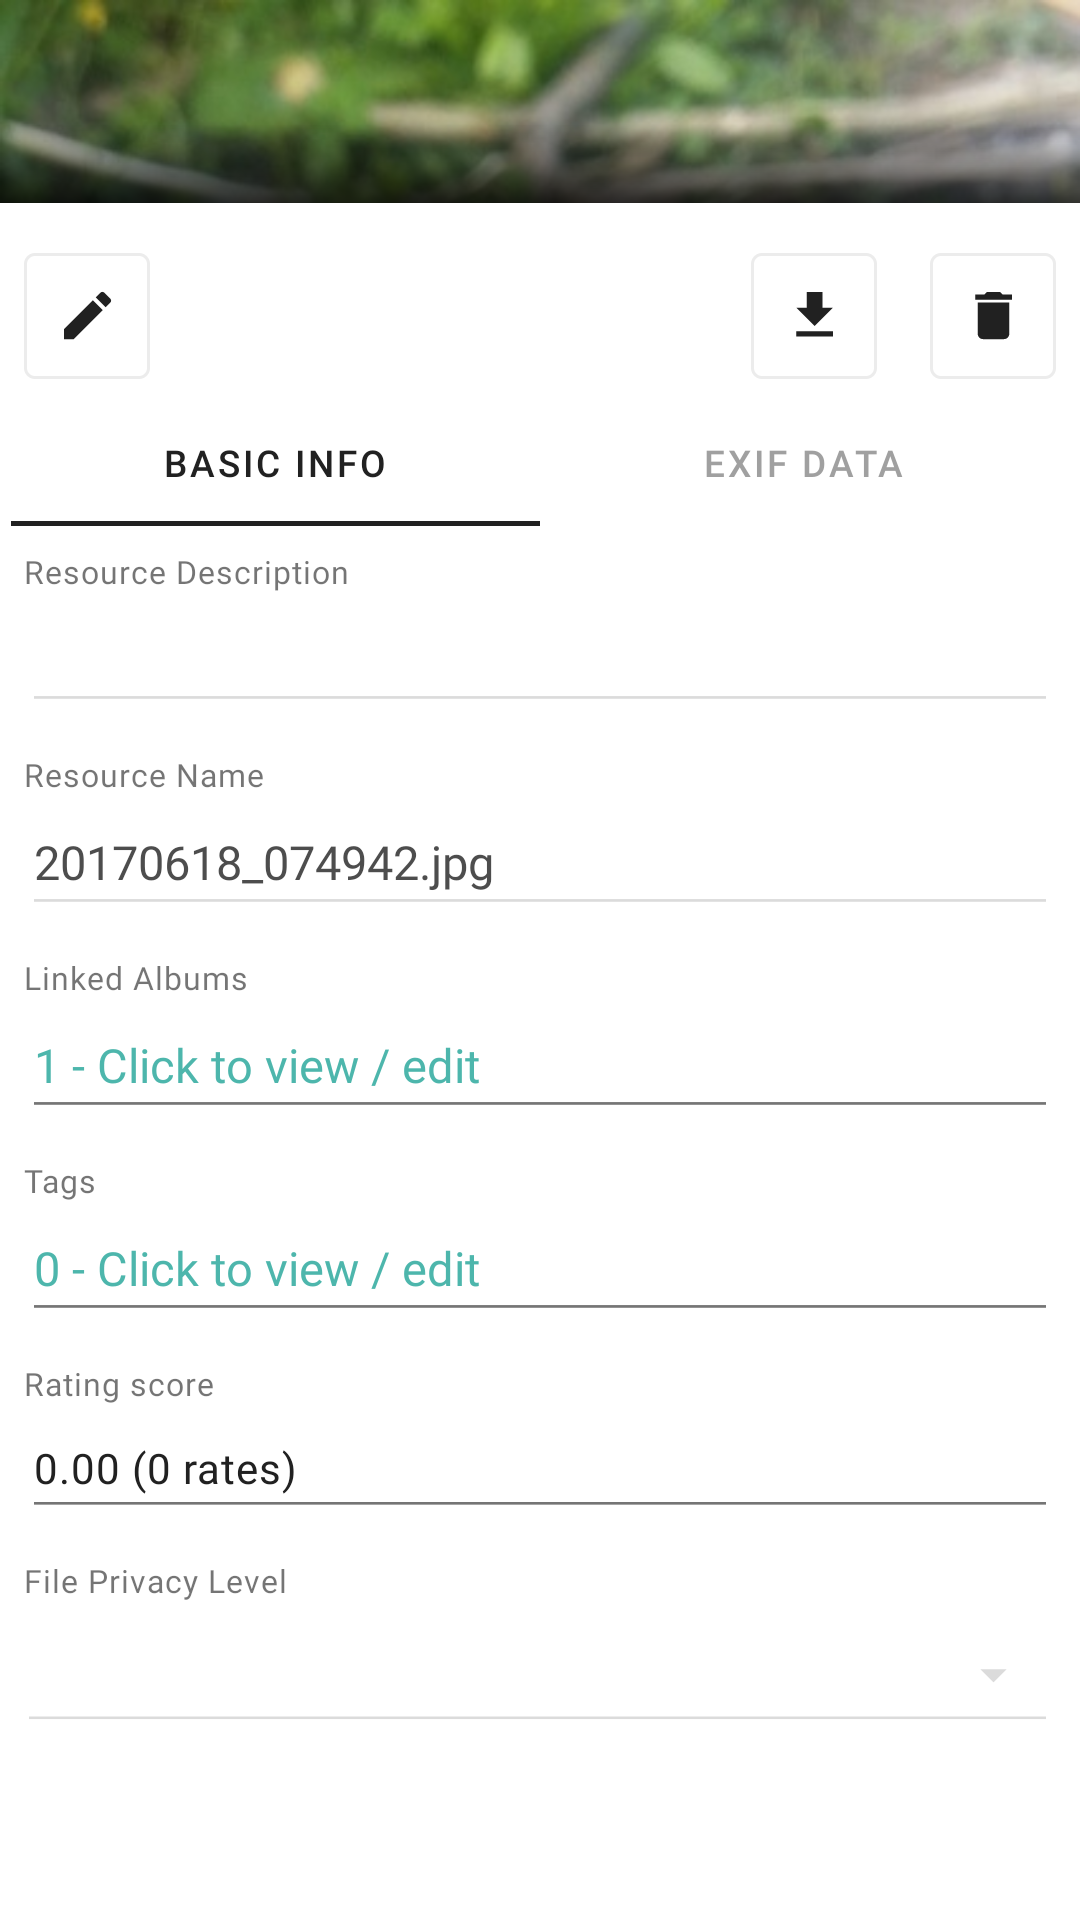 BASIC INFO
EXIF DATA
Resource Description
Resource Name
20170618_074942.jpg
Linked Albums
1 - Click to view / edit
Tags
0 - Click to view / edit
Rating score
0.00 (0 rates)
File Privacy Level